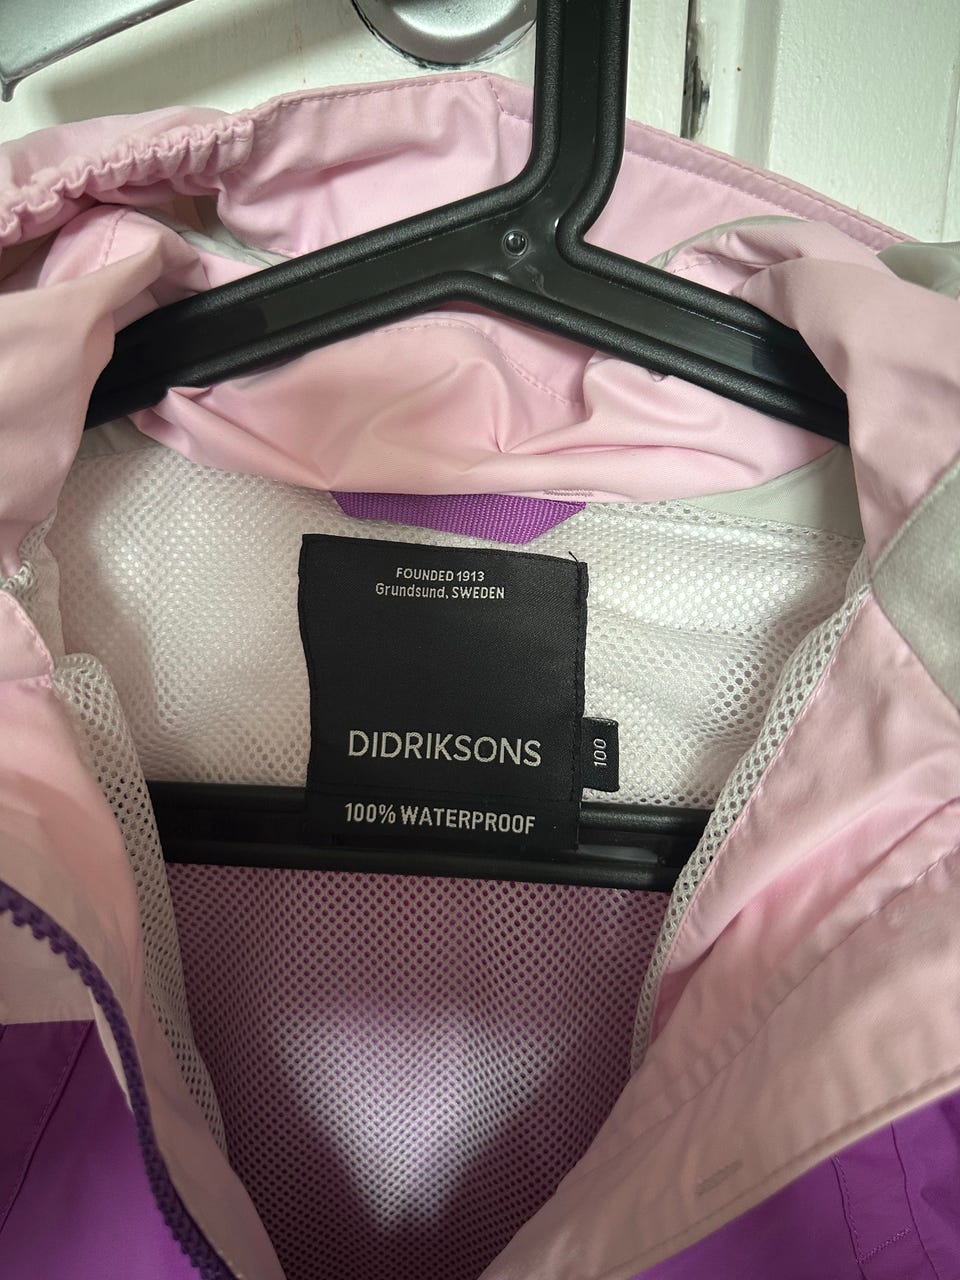 FOUNDED 1913
Grundsund, SWEDEN
DIDRIKSONS
100
100% WATERPROOF